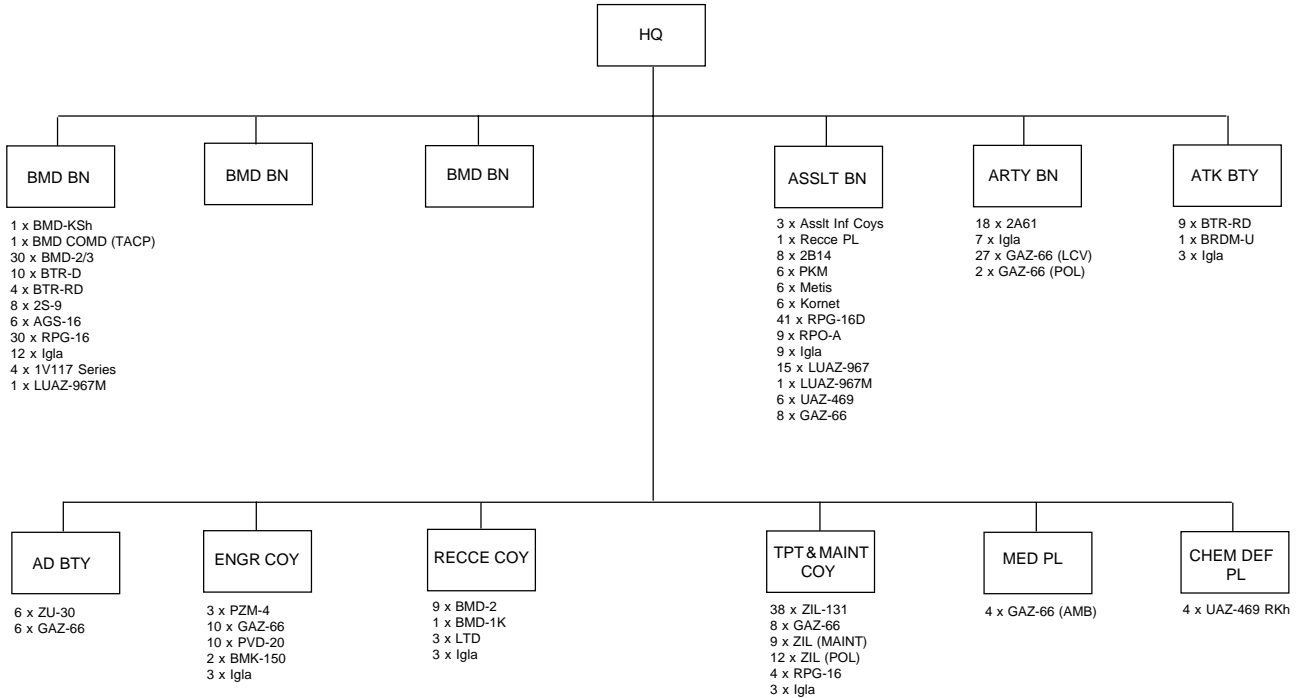 HQ
BMD BN
1 x BMD-KSh
1 x BMD COMD (TACP)
30 x BMD-2/3
10 x BTR-D
4 x BTR-RD
8 x 2S-9
6 x AGS-16
30 x RPG-16
12 x Igla
4 x 1V117 Series
1 x LUAZ-967M
BMD BN
BMD BN
ASSLT BN
3 x Asslt Inf Coys
1 x Recce PL
8 x 2B14
6 x PKM
6 x Metis
6 x Kornet
41 x RPG-16D
9 x RPO-A
9 x Igla
15 x LUAZ-967
1 x LUAZ-967M
6 x UAZ-469
8 x GAZ-66
ARTY BN
18 x 2A61
7 x Igla
27 x GAZ-66 (LCV)
2 x GAZ-66 (POL)
ATK BTY
9 x BTR-RD
1 x BRDM-U
3 x Igla
AD BTY
6 x ZU-30
6 x GAZ-66
ENGR COY
3 x PZM-4
10 x GAZ-66
10 x PVD-20
2 x BMK-150
3 x Igla
RECCE COY
9 x BMD-2
1 x BMD-1K
3 x LTD
3 x Igla
TPT & MAINT
COY
38 x ZIL-131
8 x GAZ-66
9 x ZIL (MAINT)
12 x ZIL (POL)
4 x RPG-16
3 x Igla
MED PL
4 x GAZ-66 (AMB)
CHEM DEF
PL
4 x UAZ-469 RKh